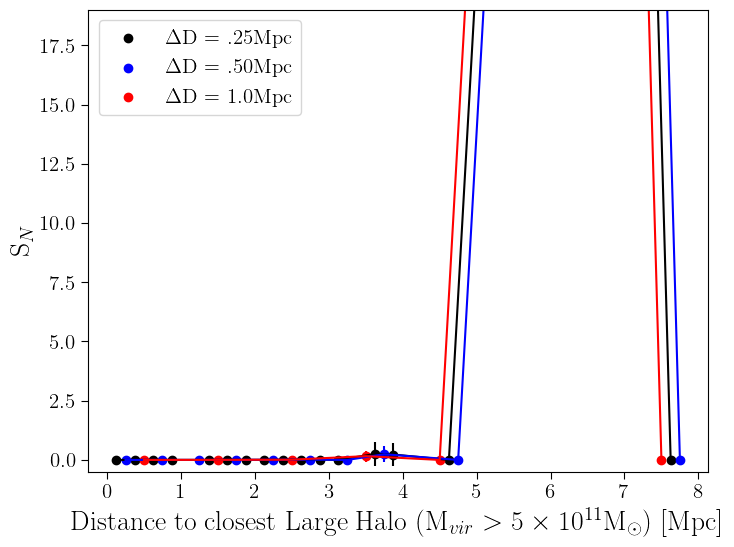 ΔD = .25Mpc
ΔD = .50Mpc
ΔD = 1.0Mpc
17.5
15.0
12.5
10.0
7.5
5.0
2.5
0.0
S_N
0 1 2 3 4 5 6 7 8
Distance to closest Large Halo (M_vir > 5 × 10^11 M_⊙) [Mpc]